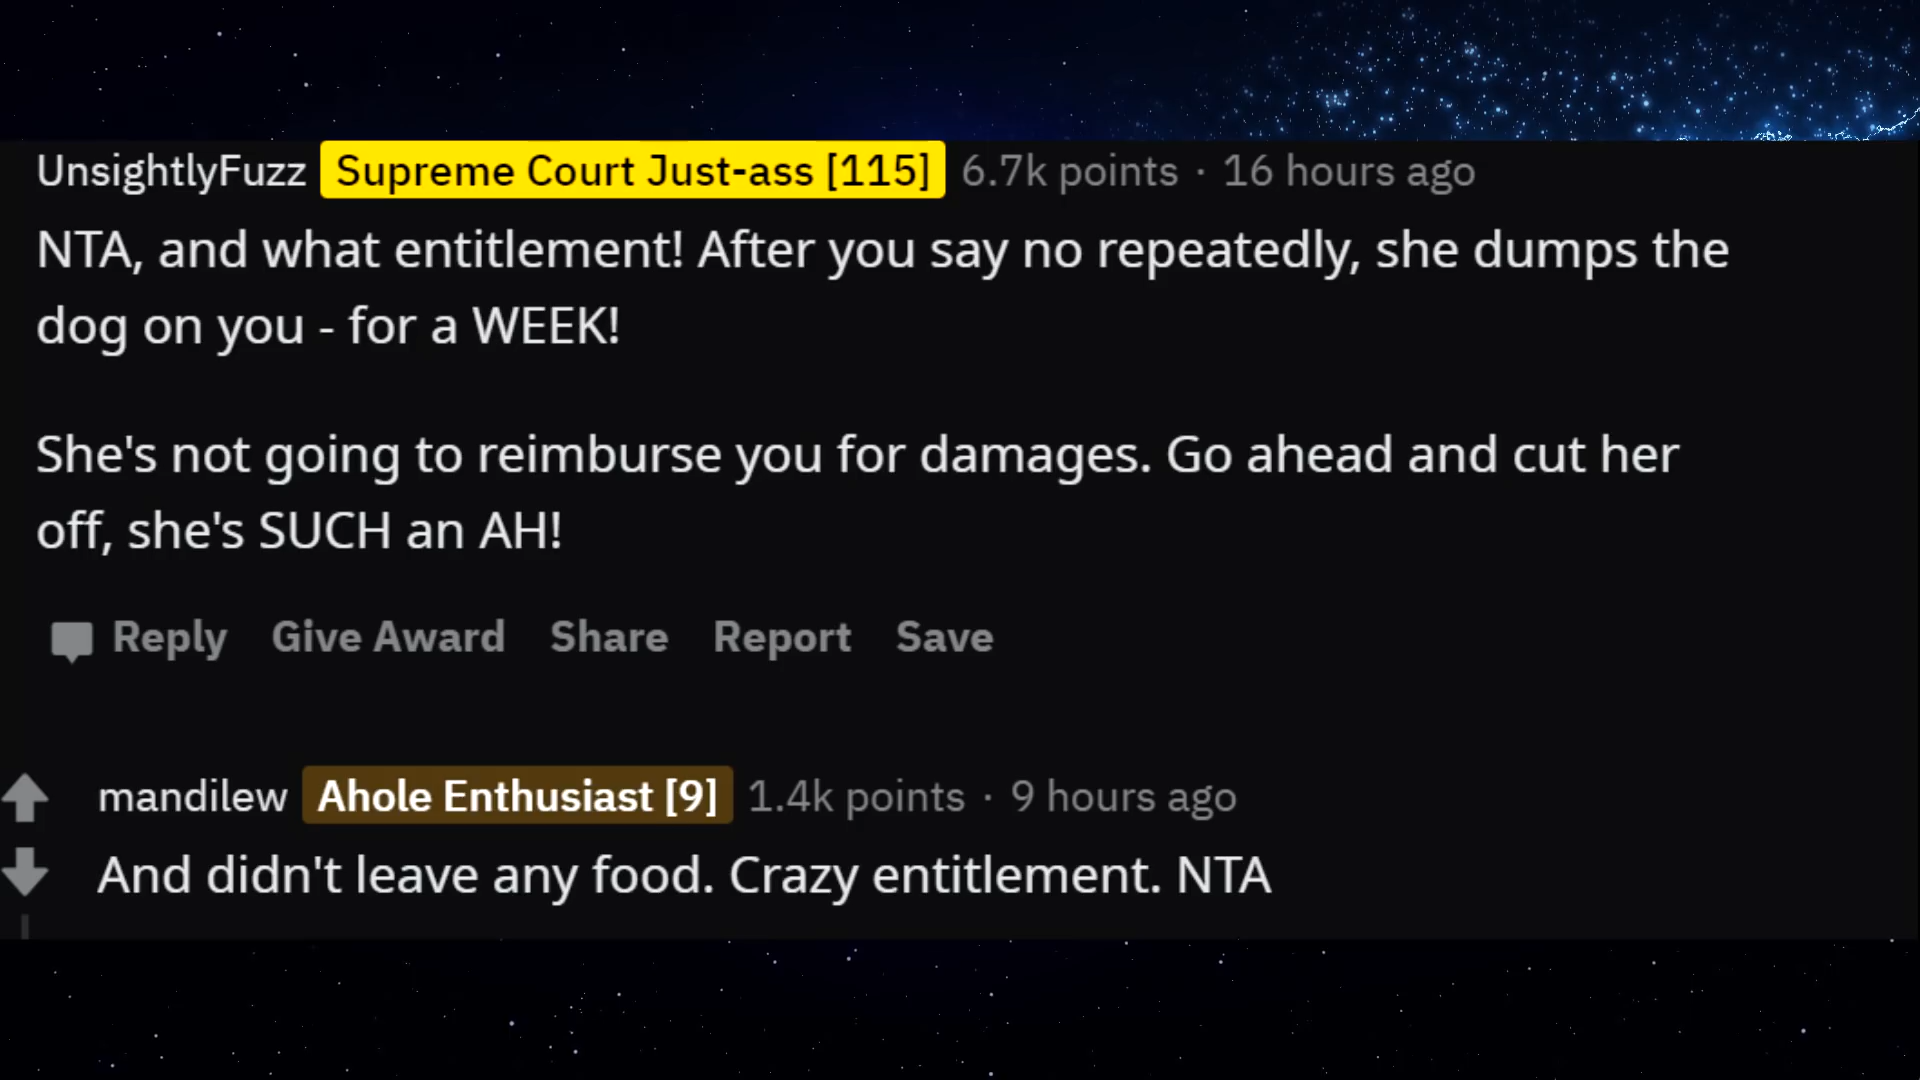 UnsightlyFuzz Supreme Court Just-ass [115] 6.7k points · 16 hours ago
NTA, and what entitlement! After you say no repeatedly, she dumps the
dog on you - for a WEEK!
She's not going to reimburse you for damages. Go ahead and cut her
off, she's SUCH an AH!
Reply Give Award Share Report Save
mandilew Ahole Enthusiast [9] 1.4k points · 9 hours ago
And didn't leave any food. Crazy entitlement. NTA